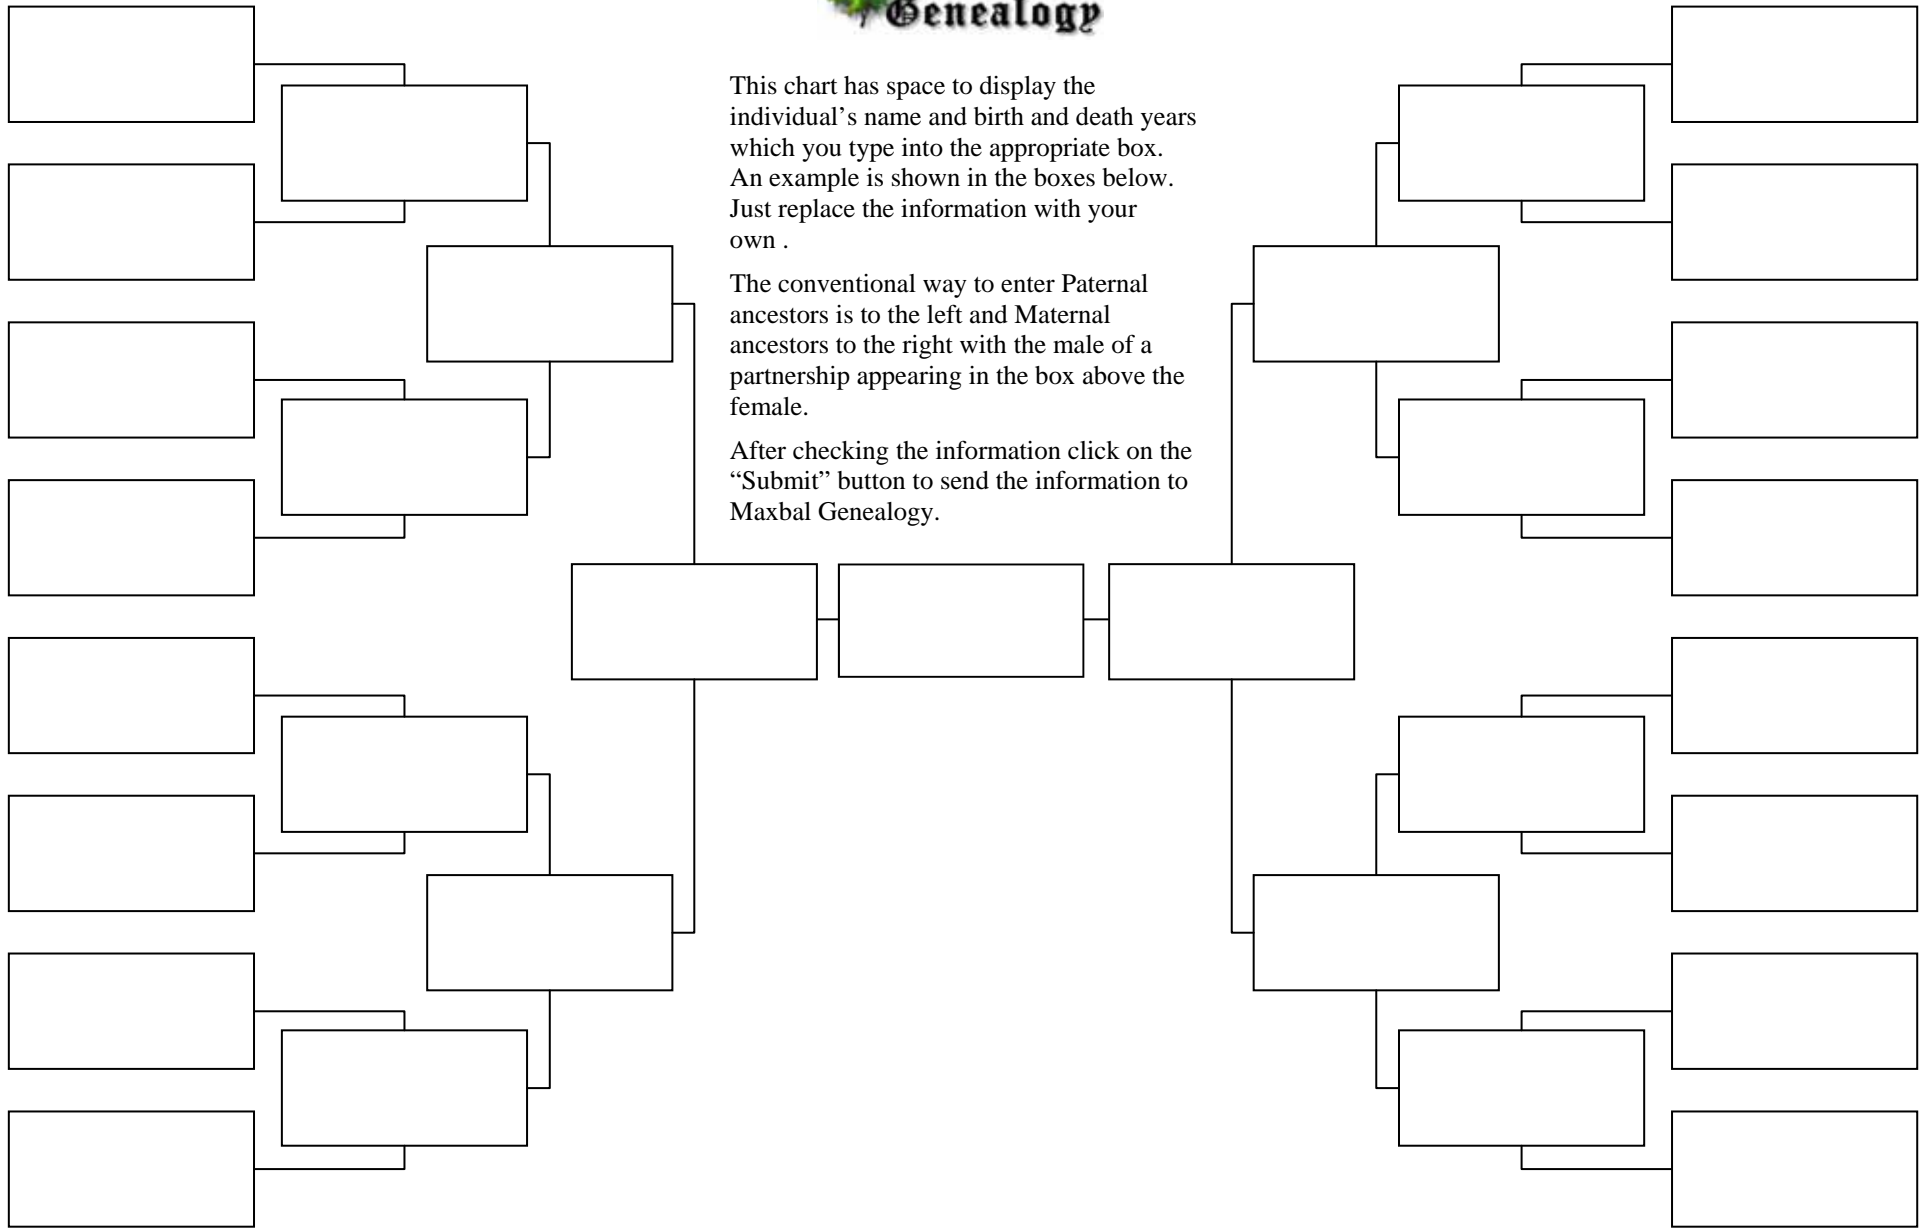 Genealogy
This chart has space to display the
individual’s name and birth and death years
which you type into the appropriate box.
An example is shown in the boxes below.
Just replace the information with your
own .
The conventional way to enter Paternal
ancestors is to the left and Maternal
ancestors to the right with the male of a
partnership appearing in the box above the
female.
After checking the information click on the
“Submit” button to send the information to
Maxbal Genealogy.